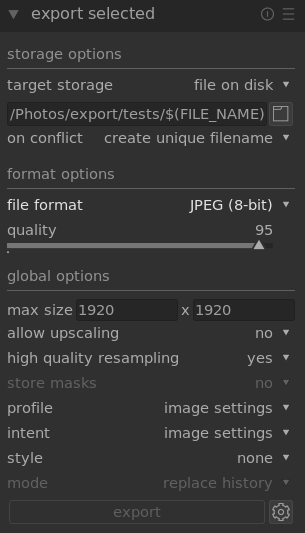 export selected
storage options
target storage file on disk
/Photos/export/tests/$(FILE_NAME)
on conflict create unique filename
format options
file format JPEG (8-bit)
quality 95
global options
max size 1920 x 1920
allow upscaling no
high quality resampling yes
store masks no
profile image settings
intent image settings
style none
mode replace history
export